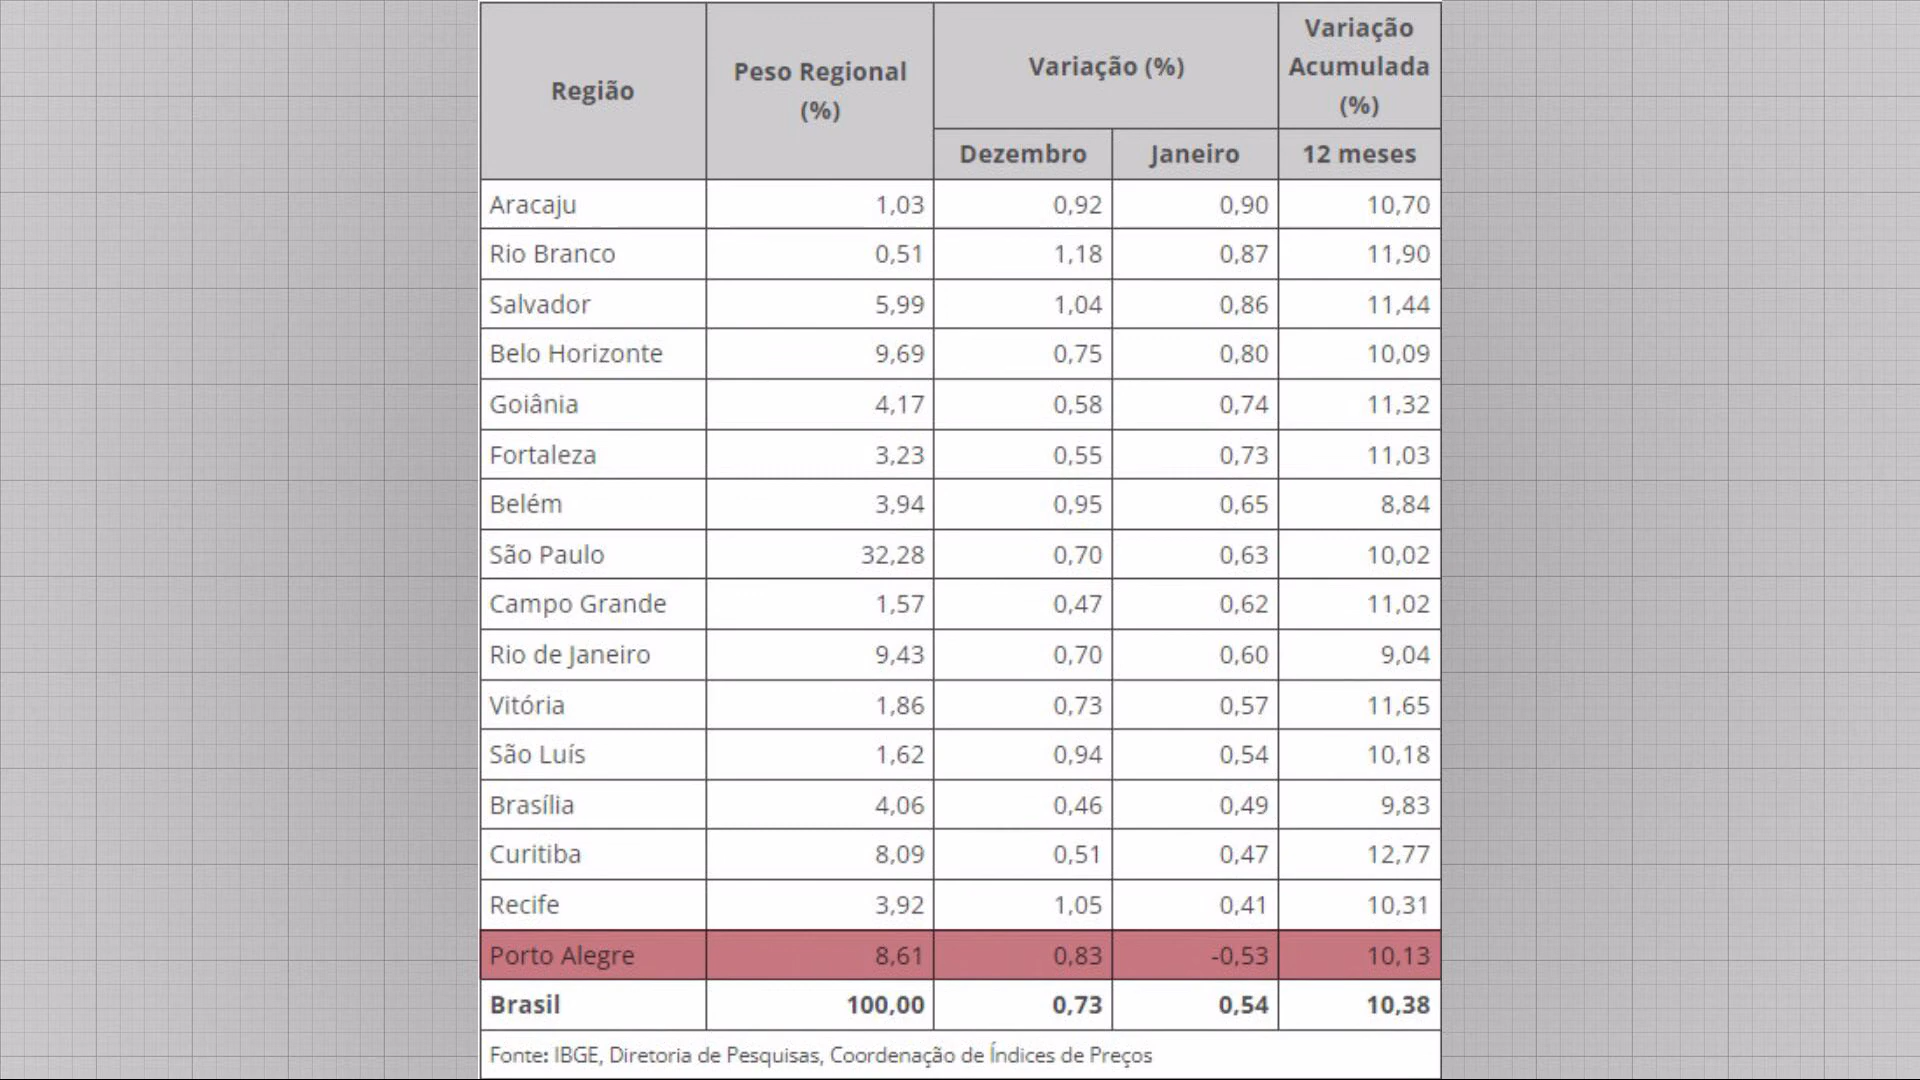 Região Peso Regional (%) Variação (%) Variação Acumulada (%)
Dezembro Janeiro 12 meses
Aracaju 1,03 0,92 0,90 10,70
Rio Branco 0,51 1,18 0,87 11,90
Salvador 5,99 1,04 0,86 11,44
Belo Horizonte 9,69 0,75 0,80 10,09
Goiânia 4,17 0,58 0,74 11,32
Fortaleza 3,23 0,55 0,73 11,03
Belém 3,94 0,95 0,65 8,84
São Paulo 32,28 0,70 0,63 10,02
Campo Grande 1,57 0,47 0,62 11,02
Rio de Janeiro 9,43 0,70 0,60 9,04
Vitória 1,86 0,73 0,57 11,65
São Luís 1,62 0,94 0,54 10,18
Brasília 4,06 0,46 0,49 9,83
Curitiba 8,09 0,51 0,47 12,77
Recife 3,92 1,05 0,41 10,31
Porto Alegre 8,61 0,83 -0,53 10,13
Brasil 100,00 0,73 0,54 10,38
Fonte: IBGE, Diretoria de Pesquisas, Coordenação de Índices de Preços